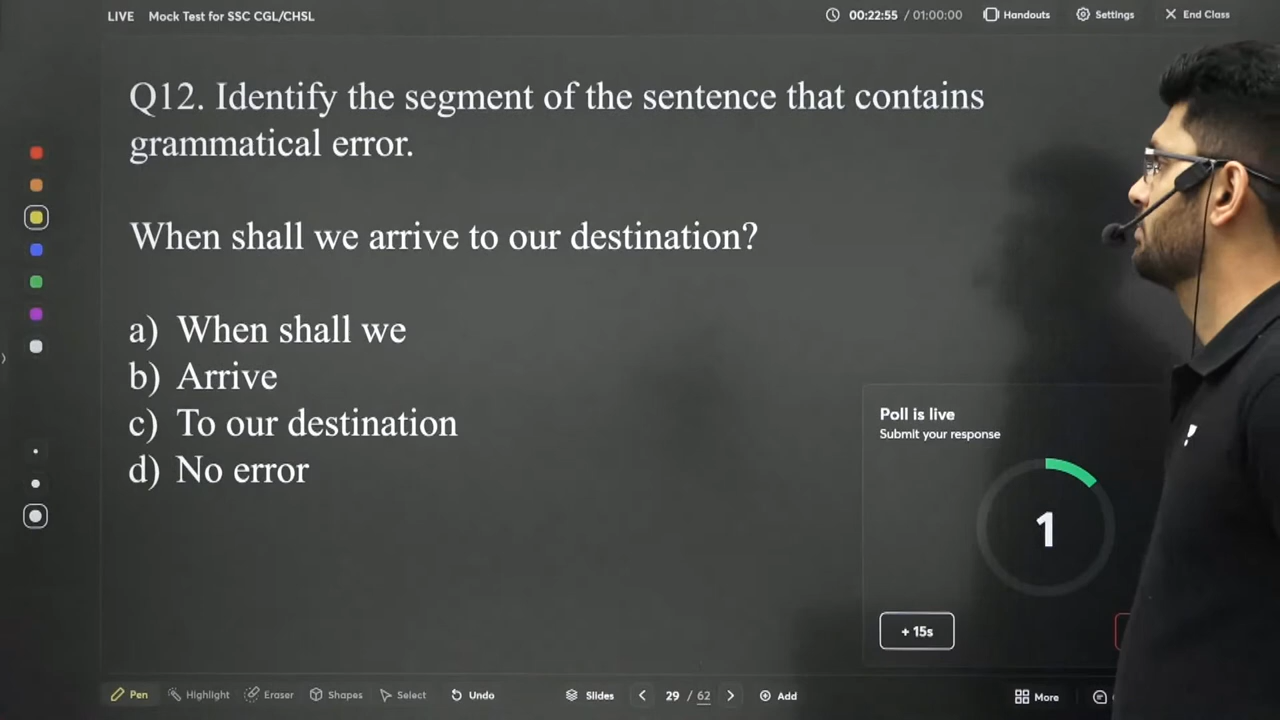 LIVE Mock Test for SSC CGL/CHSL 00:22:55 / 01:00:00 Handouts Settings End Class
Q12. Identify the segment of the sentence that contains
grammatical error.
When shall we arrive to our destination?
a) When shall we
b) Arrive
c) To our destination
d) No error
Poll is live
Submit your response
1
+ 15s
Pen Highlight Eraser Shapes Select Undo Slides 29 / 62 Add More